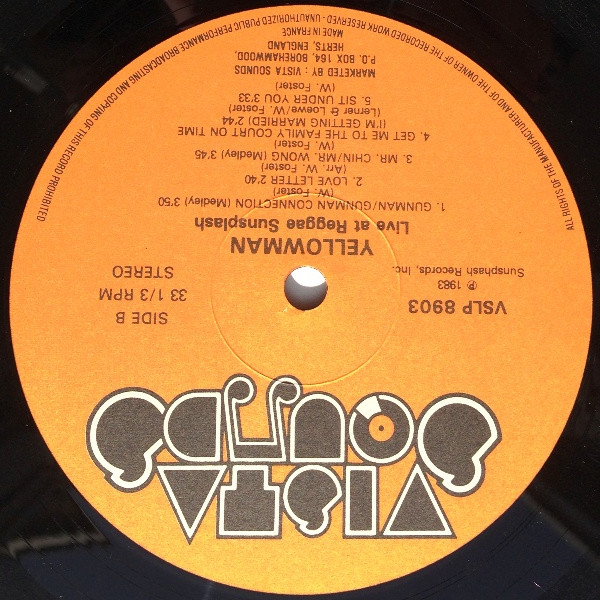 VISTA
SOUNDS
VSLP 8903
℗ 1983
Sunsphash Records, Inc.
SIDE B
33 1/3 RPM
STEREO
YELLOWMAN
Live at Reggae Sunsplash
1. GUNMAN/GUNMAN CONNECTION (Medley) 3'50
(W. Foster)
2. LOVE LETTER 2'40
(Arr. W. Foster)
3. MR. CHIN/MR. WONG (Medley) 3'45
(W. Foster)
4. GET ME TO THE FAMILY COURT ON TIME
(I'M GETTING MARRIED) 2'44
(Lerner & Loewe/W. Foster)
5. SIT UNDER YOU 3'33
(W. Foster)
MARKETED BY : VISTA SOUNDS
P.O. BOX 164, BOREHAMWOOD,
HERTS, ENGLAND
MADE IN FRANCE
ALL RIGHTS OF THE MANUFACTURER AND OF THE OWNER OF THE RECORDED WORK RESERVED - UNAUTHORIZED PUBLIC PERFORMANCE BROADCASTING AND COPYING OF THIS RECORD PROHIBITED